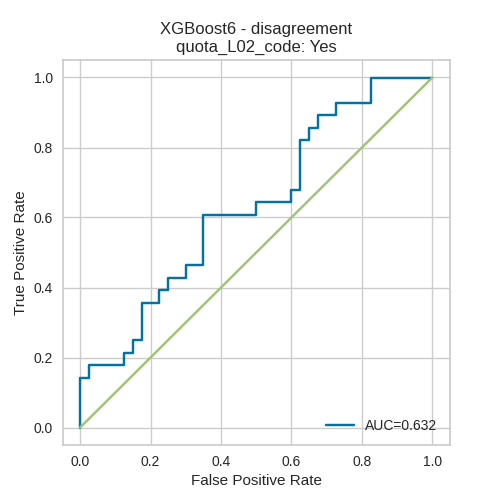 XGBoost6 - disagreement
quota_L02_code: Yes
True Positive Rate
1.0
0.8
0.6
0.4
0.2
0.0
AUC=0.632
0.0 0.2 0.4 0.6 0.8 1.0
False Positive Rate